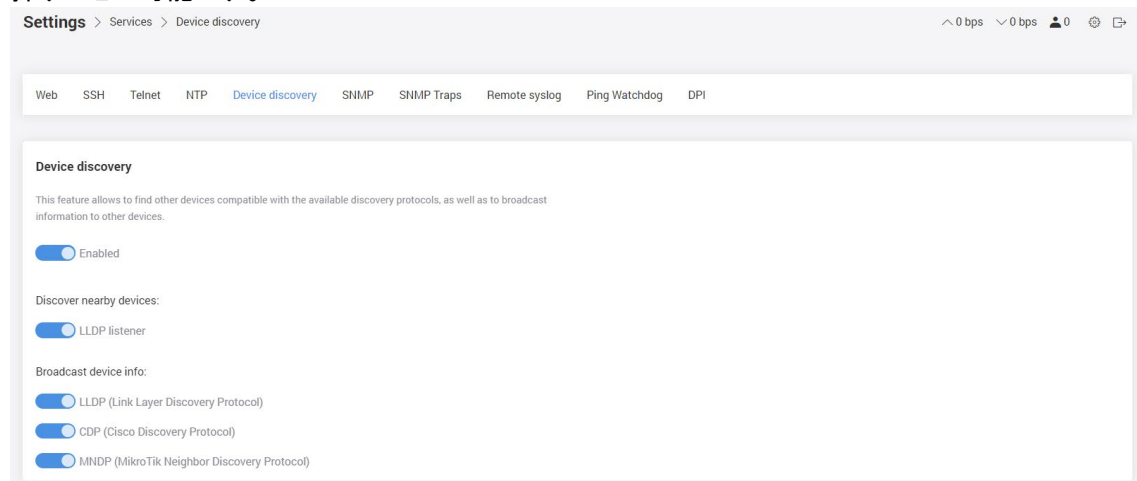 Settings > Services > Device discovery
0 bps 0 bps 0
Web SSH Telnet NTP Device discovery SNMP SNMP Traps Remote syslog Ping Watchdog DPI
Device discovery
This feature allows to find other devices compatible with the available discovery protocols, as well as to broadcast
information to other devices.
Enabled
Discover nearby devices:
LLDP listener
Broadcast device info:
LLDP (Link Layer Discovery Protocol)
CDP (Cisco Discovery Protocol)
MNDP (MikroTik Neighbor Discovery Protocol)